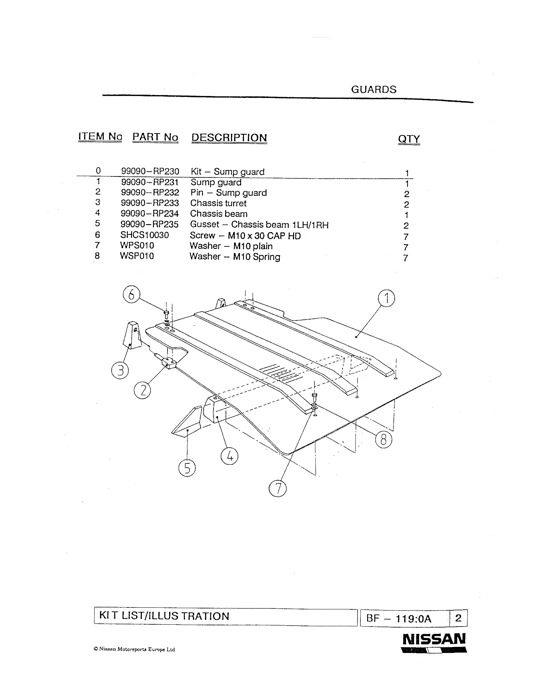 GUARDS
ITEM No PART No DESCRIPTION QTY
0 99090-RP230 Kit – Sump guard 1
1 99090-RP231 Sump guard 1
2 99090-RP232 Pin – Sump guard 2
3 99090-RP233 Chassis turret 2
4 99090-RP234 Chassis beam 1
5 99090-RP235 Gusset – Chassis beam 1LH/1RH 2
6 SHCS10030 Screw – M10 x 30 CAP HD 7
7 WPS010 Washer – M10 plain 7
8 WSP010 Washer – M10 Spring 7
6
1
3
2
4
8
5
7
KIT LIST/ILLUS TRATION BF – 119:0A 2
NISSAN
© Nissan Motorsports Europe Ltd